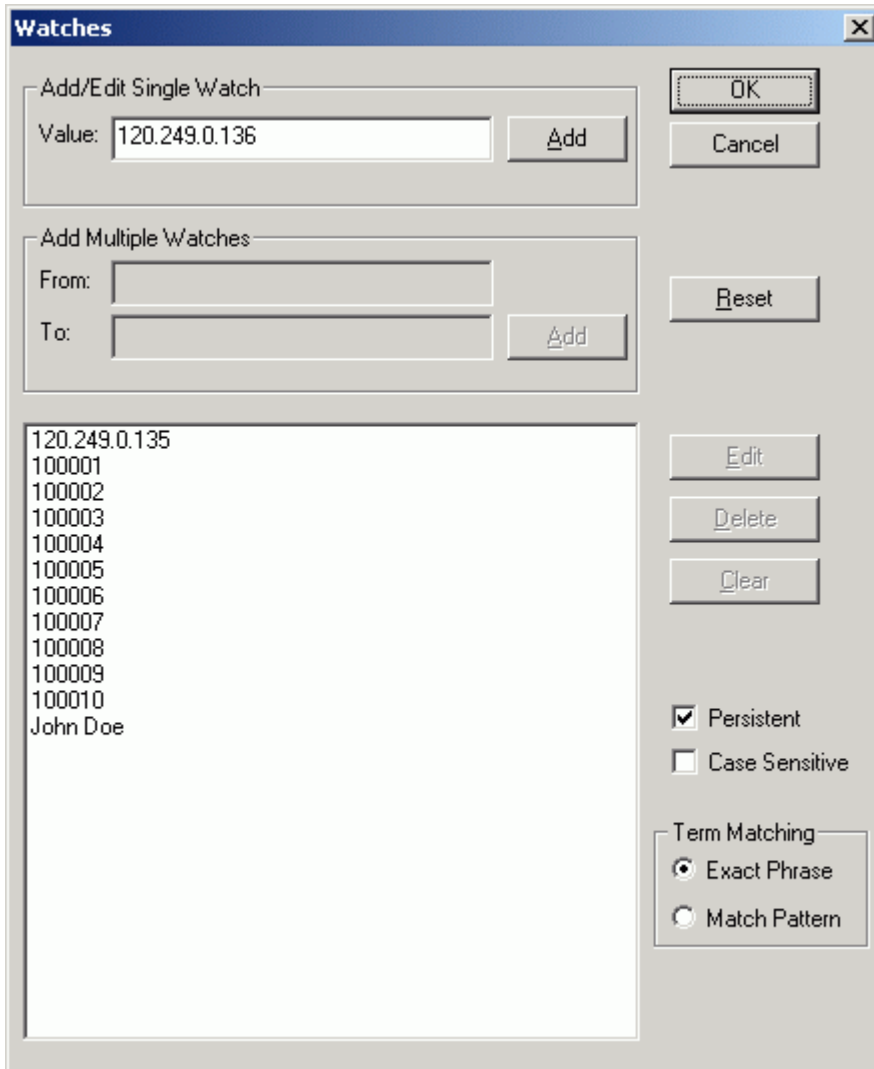 Watches
Add/Edit Single Watch
Value: 120.249.0.136 Add
OK
Cancel
Add Multiple Watches
From:
To: Add
Reset
120.249.0.135
100001
100002
100003
100004
100005
100006
100007
100008
100009
100010
John Doe
Edit
Delete
Clear
Persistent
Case Sensitive
Term Matching
Exact Phrase
Match Pattern